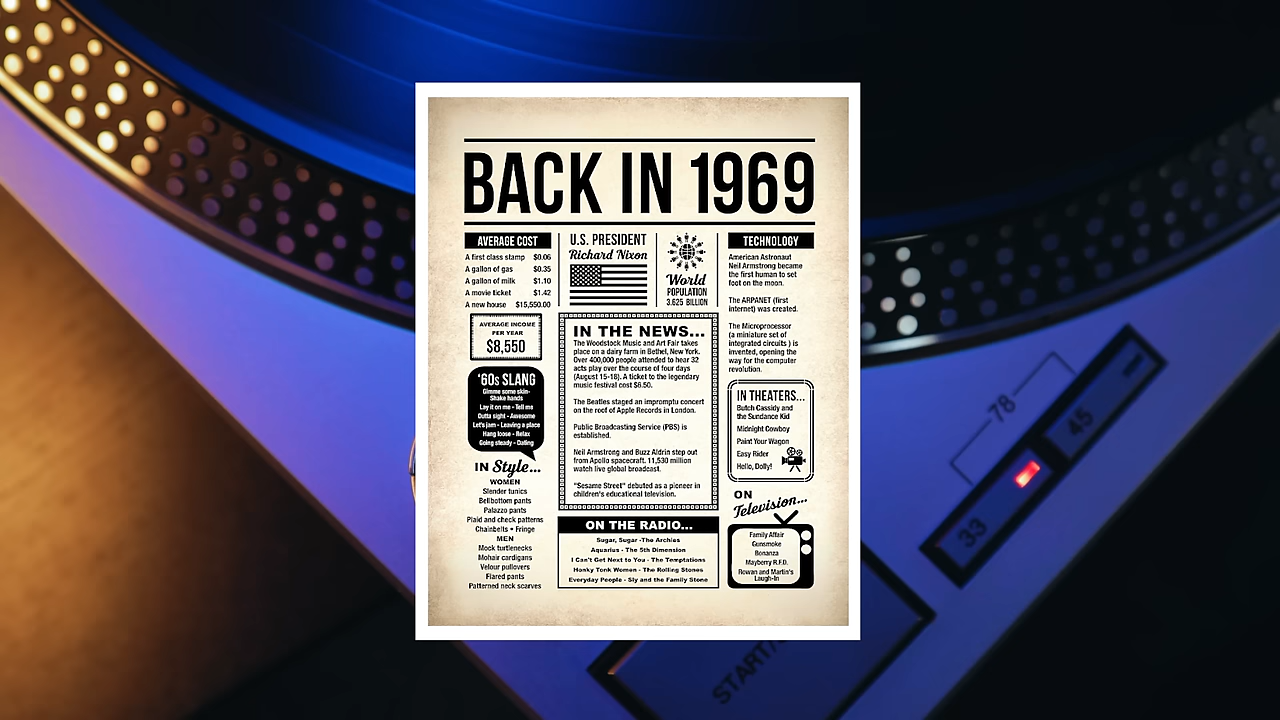 BACK IN 1969
AVERAGE COST
A first class stamp $0.06
A gallon of gas $0.35
A gallon of milk $1.10
A movie ticket $1.42
A new house $15,550.00
AVERAGE INCOME
PER YEAR
$8,550
'60s SLANG
Gimme some skin-
Shake hands
Lay it on me - Tell me
Outta sight - Awesome
Let's jam - Leaving a place
Hang loose - Relax
Going steady - Dating
IN Style...
WOMEN
Slender tunics
Bellbottom pants
Palazzo pants
Plaid and check patterns
Chainbelts • Fringe
MEN
Mock turtlenecks
Mohair cardigans
Velour pullovers
Flared pants
Patterned neck scarves
U.S. PRESIDENT
Richard Nixon
World
POPULATION
3.625 BILLION
IN THE NEWS...
The Woodstock Music and Art Fair takes
place on a dairy farm in Bethel, New York.
Over 400,000 people attended to hear 32
acts play over the course of four days
(August 15-18). A ticket to the legendary
music festival cost $6.50.
The Beatles staged an impromptu concert
on the roof of Apple Records in London.
Public Broadcasting Service (PBS) is
established.
Neil Armstrong and Buzz Aldrin step out
from Apollo spacecraft. 11,530 million
watch live global broadcast.
"Sesame Street" debuted as a pioneer in
children's educational television.
ON THE RADIO...
Sugar, Sugar -The Archies
Aquarius - The 5th Dimension
I Can't Get Next to You - The Temptations
Honky Tonk Women - The Rolling Stones
Everyday People - Sly and the Family Stone
TECHNOLOGY
American Astronaut
Neil Armstrong became
the first human to set
foot on the moon.
The ARPANET (first
internet) was created.
The Microprocessor
(a miniature set of
integrated circuits ) is
invented, opening the
way for the computer
revolution.
IN THEATERS...
Butch Cassidy and
the Sundance Kid
Midnight Cowboy
Paint Your Wagon
Easy Rider
Hello, Dolly!
ON
Television...
Family Affair
Gunsmoke
Bonanza
Mayberry R.F.D.
Rowan and Martin's
Laugh-In
78
45
33
START/